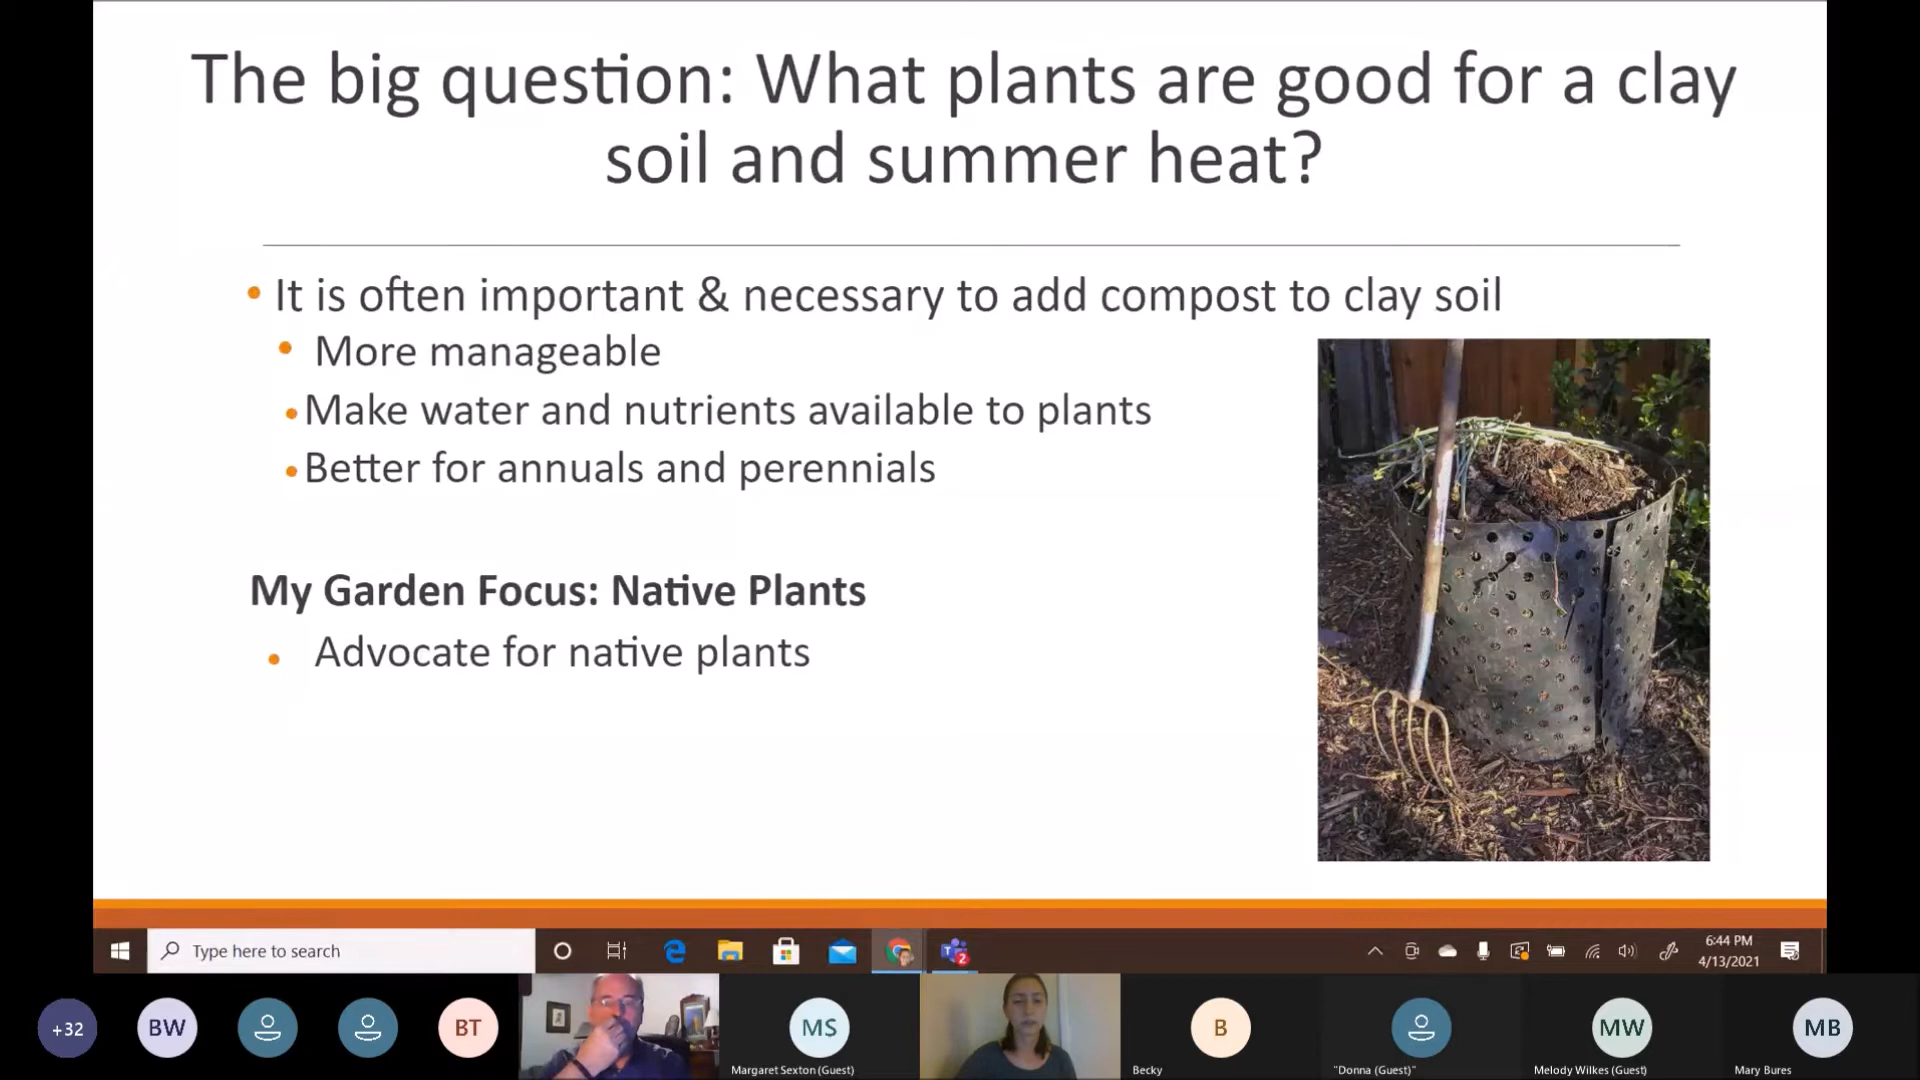 The big question: What plants are good for a clay
soil and summer heat?
• It is often important & necessary to add compost to clay soil
• More manageable
• Make water and nutrients available to plants
• Better for annuals and perennials
My Garden Focus: Native Plants
• Advocate for native plants
Type here to search
2
6:44 PM
4/13/2021
+32
BW
BT
MS
Margaret Sexton (Guest)
B
Becky
"Donna (Guest)"
MW
Melody Wilkes (Guest)
MB
Mary Bures